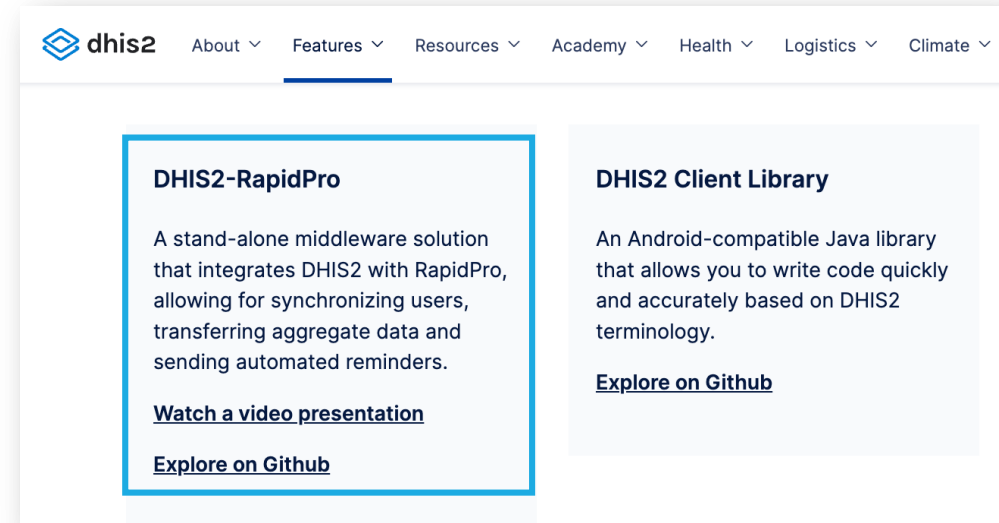 dhis2
About
Features
Resources
Academy
Health
Logistics
Climate
DHIS2-RapidPro
A stand-alone middleware solution
that integrates DHIS2 with RapidPro,
allowing for synchronizing users,
transferring aggregate data and
sending automated reminders.
Watch a video presentation
Explore on Github
DHIS2 Client Library
An Android-compatible Java library
that allows you to write code quickly
and accurately based on DHIS2
terminology.
Explore on Github